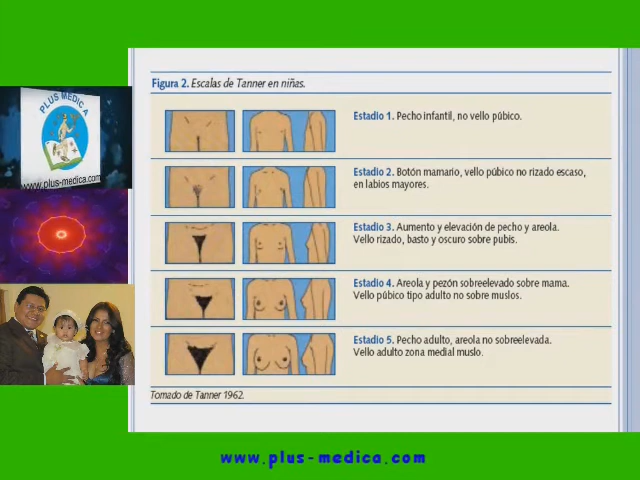 PLUS MEDICA
www.plus-medica.com
Figura 2. Escalas de Tanner en niñas.
Estadio 1. Pecho infantil, no vello púbico.
Estadio 2. Botón mamario, vello púbico no rizado escaso,
en labios mayores.
Estadio 3. Aumento y elevación de pecho y areola.
Vello rizado, basto y oscuro sobre pubis.
Estadio 4. Areola y pezón sobreelevado sobre mama.
Vello púbico tipo adulto no sobre muslos.
Estadio 5. Pecho adulto, areola no sobreelevada.
Vello adulto zona medial muslo.
Tomado de Tanner 1962.
www.plus-medica.com